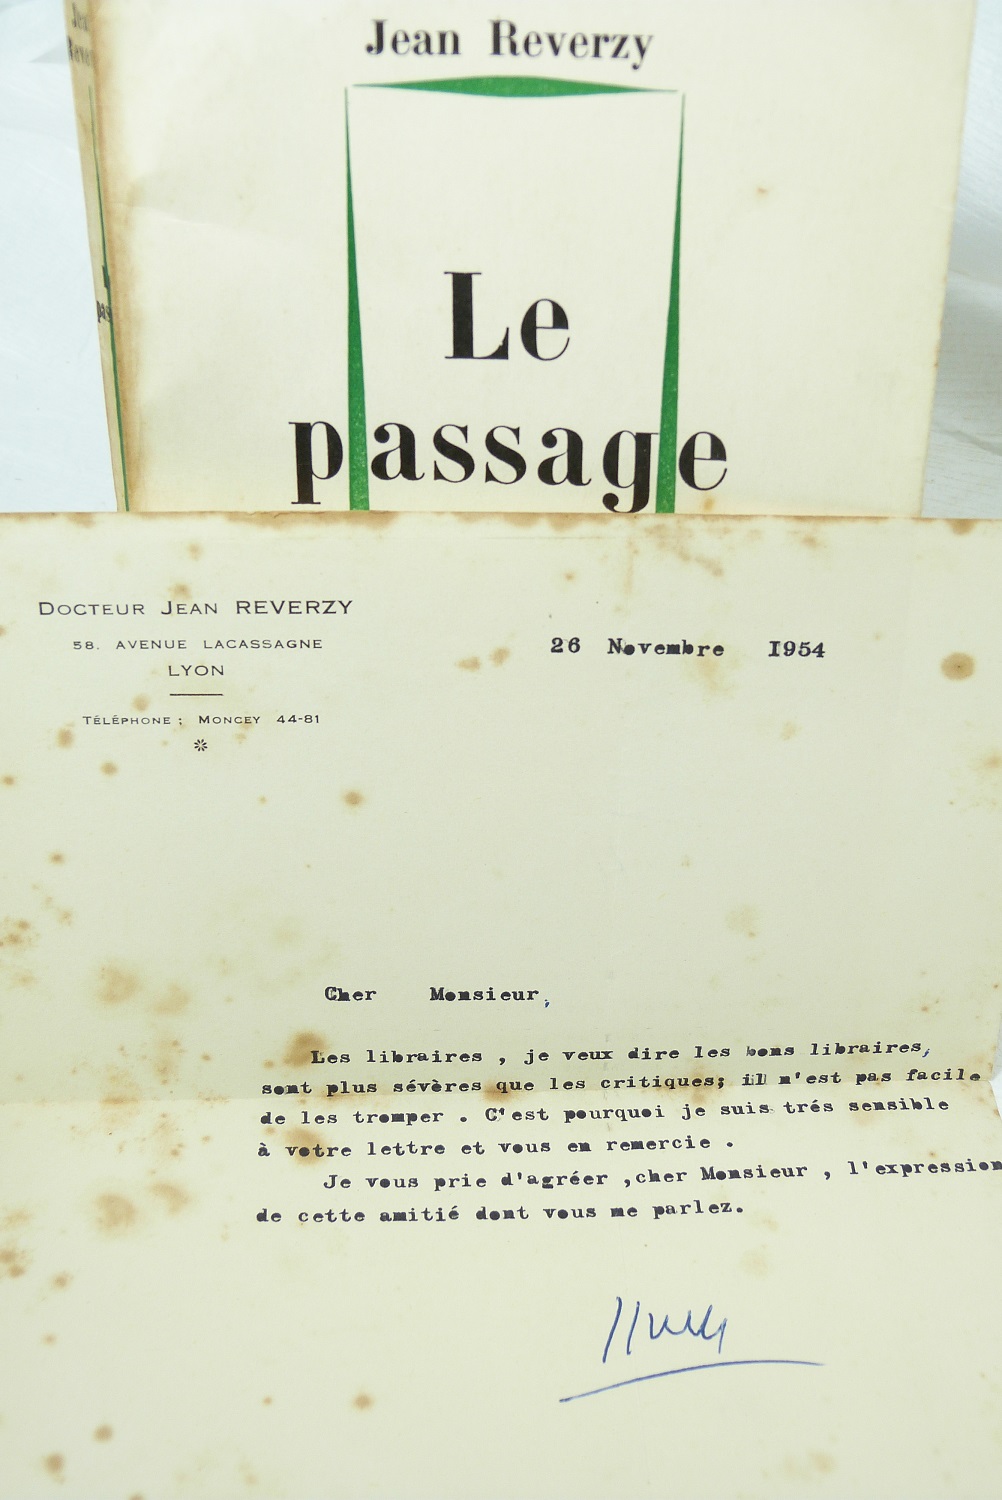 Jean Reverzy
Le
passage
DOCTEUR JEAN REVERZY
58. AVENUE LACASSAGNE
LYON
TÉLÉPHONE : MONCEY 44-81
26 Novembre I954
Cher Monsieur,
Les libraires , je veux dire les bons libraires,
sont plus sévères que les critiques; il n'est pas facile
de les tromper . C'est pourquoi je suis trés sensible
à votre lettre et vous en remercie .
Je vous prie d'agréer ,cher Monsieur , l'expression
de cette amitié dont vous me parlez.